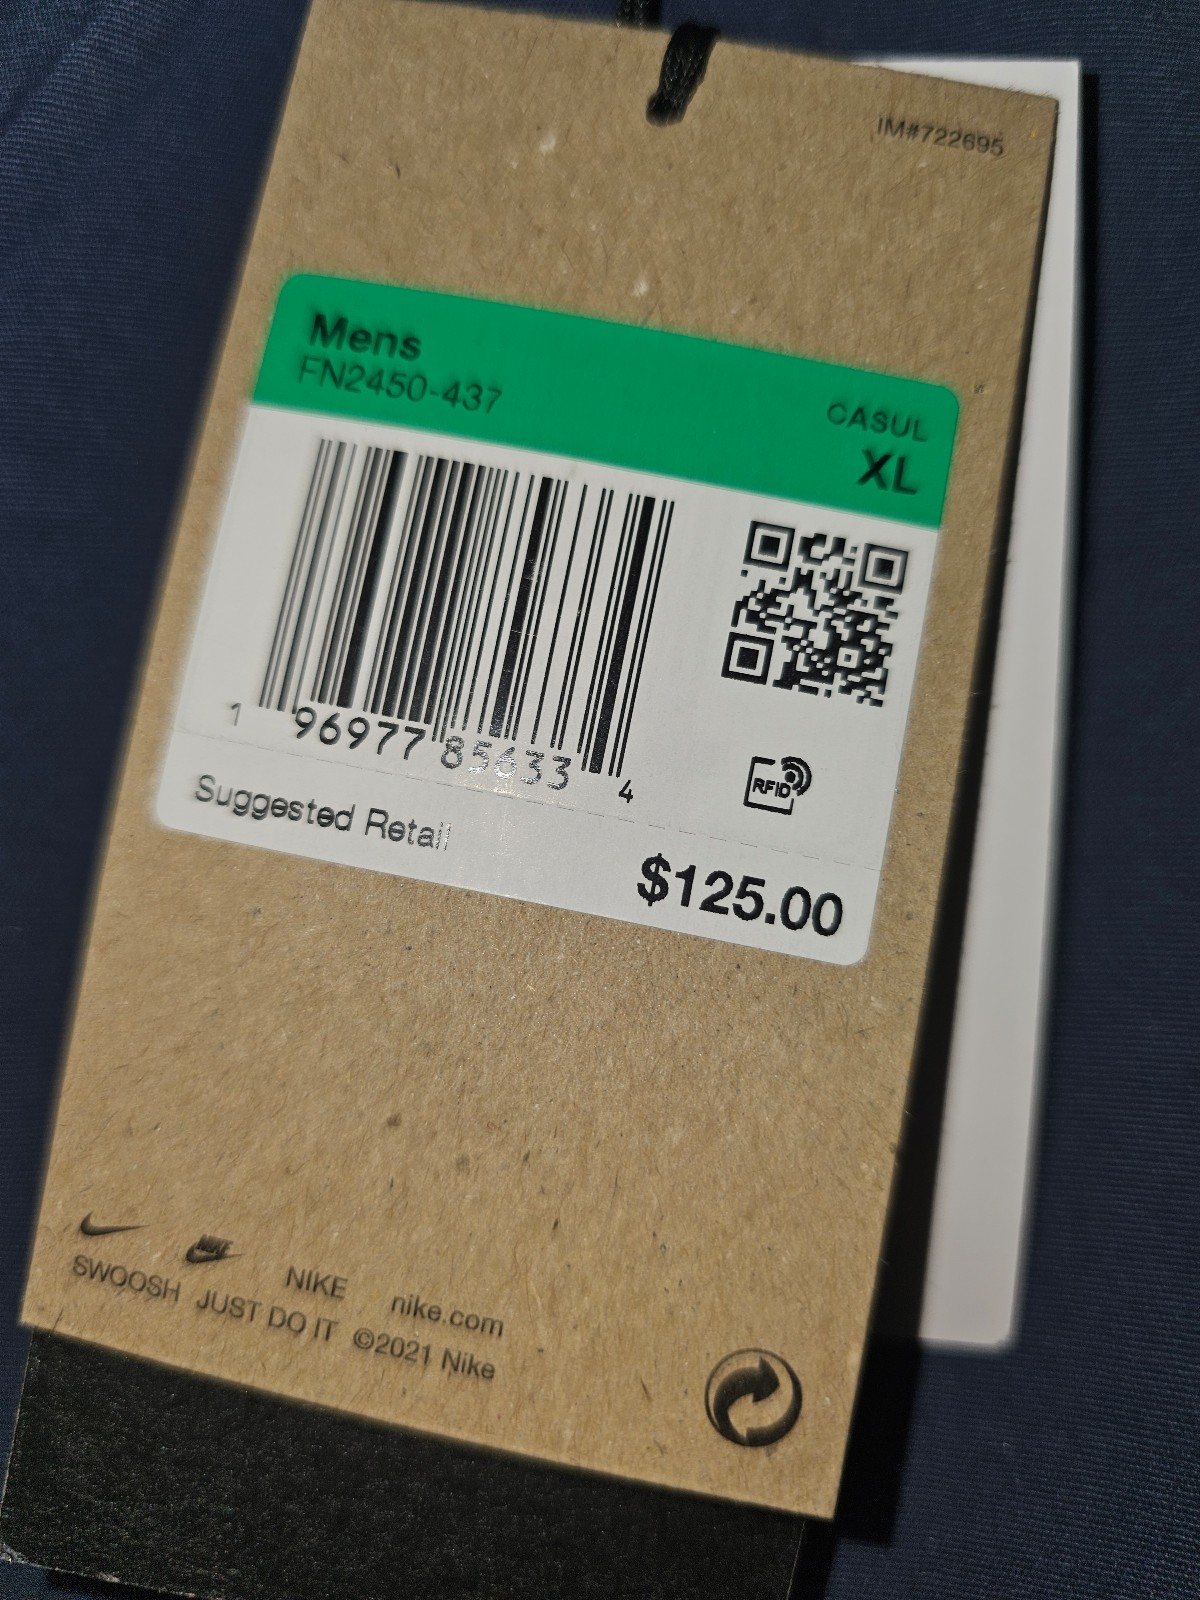 IM#722695
Mens
FN2450-437
CASUL
XL
1 96977 85633 4
RFID
Suggested Retail
$125.00
NIKE nike.com
SWOOSH JUST DO IT ©2021 Nike